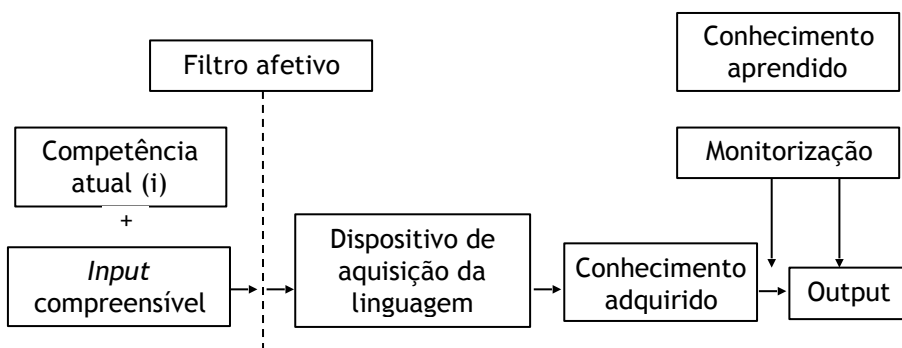 Conhecimento
aprendido
Filtro afetivo
Competência
atual (i)
+
Input
compreensível
Monitorização
Dispositivo de
aquisição da
linguagem
Conhecimento
adquirido
Output